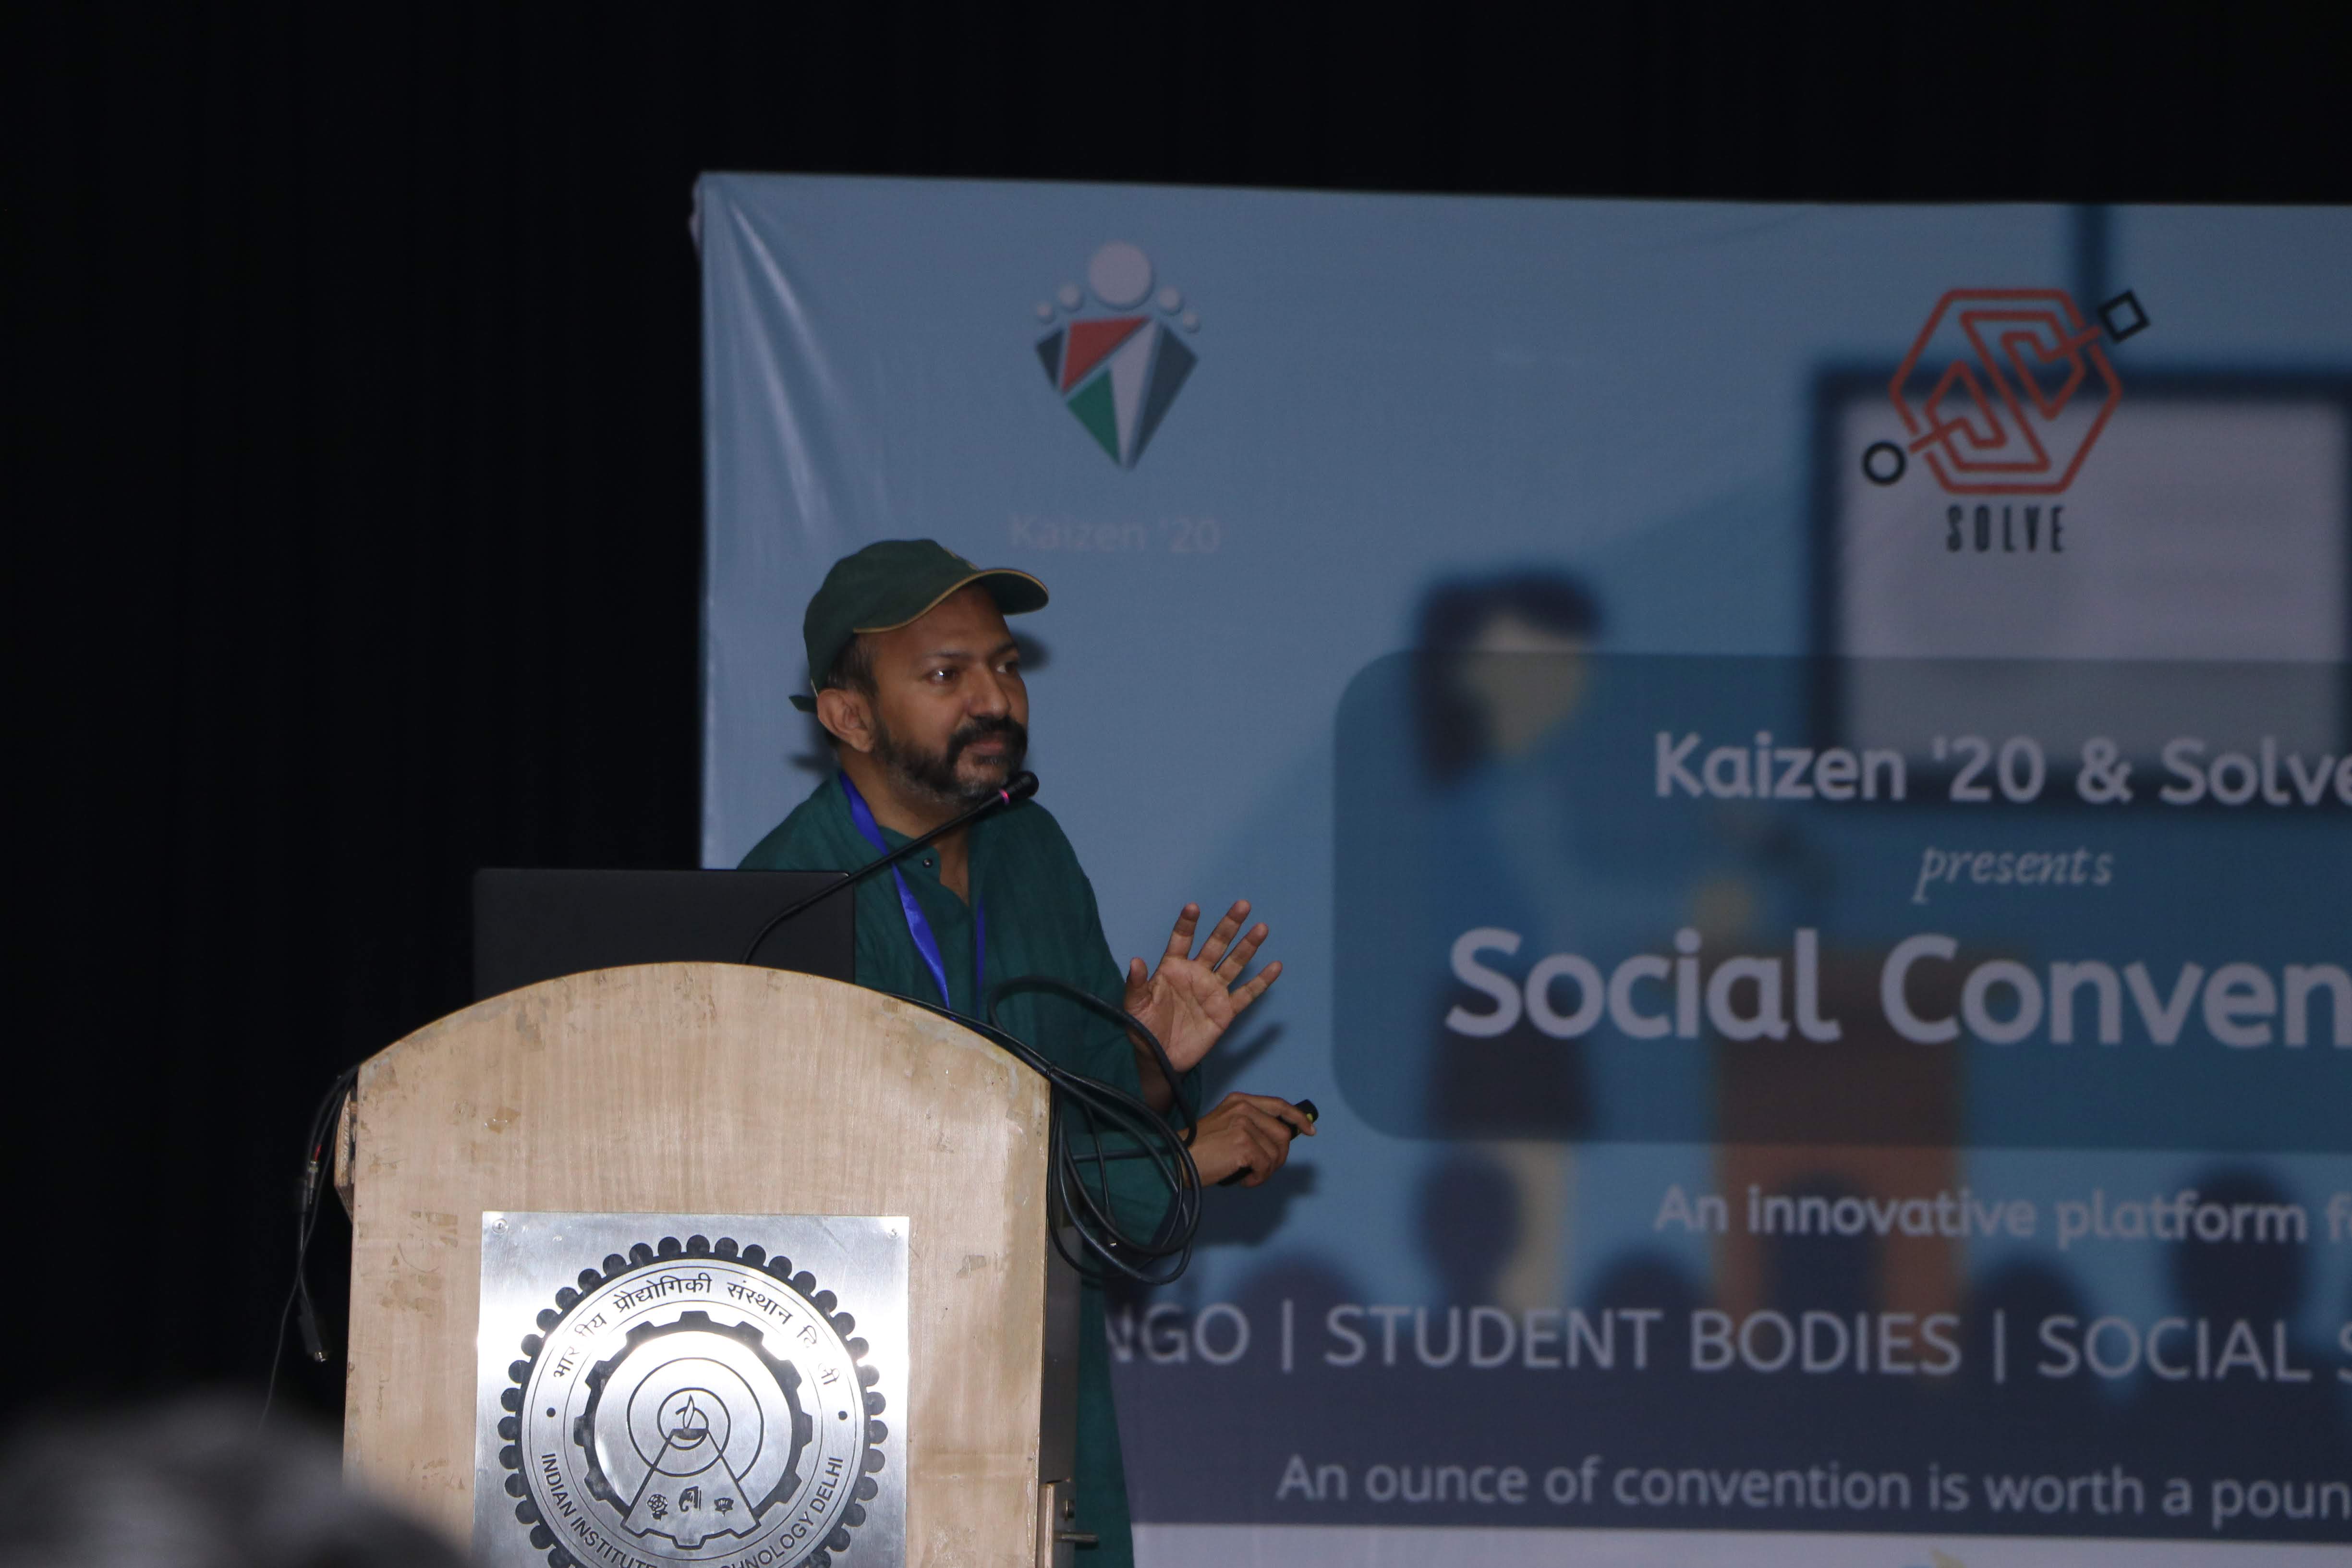 Kaizen '20
SOLVE
Kaizen '20 & Solve
presents
Social Conven
An innovative platform f
NGO | STUDENT BODIES | SOCIAL S
An ounce of convention is worth a poun
भारतीय प्रौद्योगिकी संस्थान
INDIAN INSTITUTE TECHNOLOGY DELHI